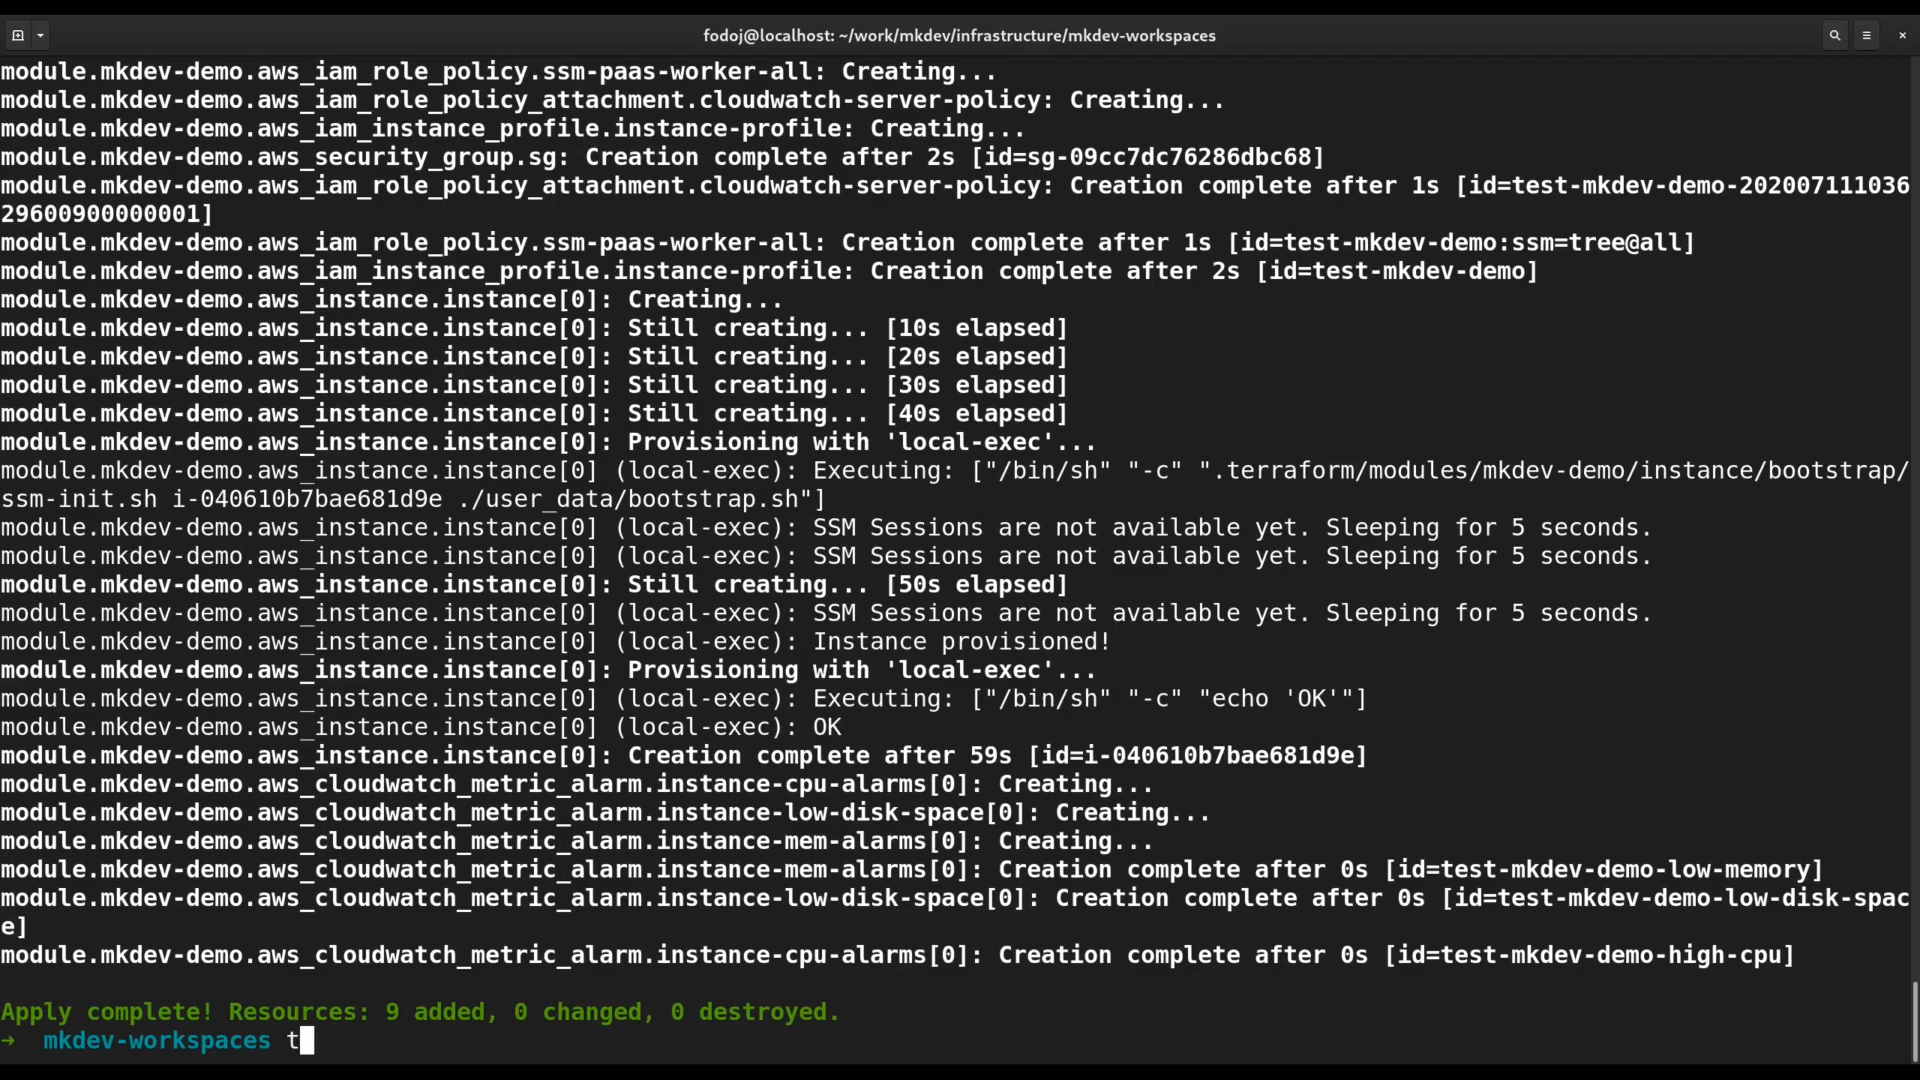 fodoj@localhost: ~/work/mkdev/infrastructure/mkdev-workspaces
module.mkdev-demo.aws_iam_role_policy.ssm-paas-worker-all: Creating...
module.mkdev-demo.aws_iam_role_policy_attachment.cloudwatch-server-policy: Creating...
module.mkdev-demo.aws_iam_instance_profile.instance-profile: Creating...
module.mkdev-demo.aws_security_group.sg: Creation complete after 2s [id=sg-09cc7dc76286dbc68]
module.mkdev-demo.aws_iam_role_policy_attachment.cloudwatch-server-policy: Creation complete after 1s [id=test-mkdev-demo-202007111036
29600900000001]
module.mkdev-demo.aws_iam_role_policy.ssm-paas-worker-all: Creation complete after 1s [id=test-mkdev-demo:ssm=tree@all]
module.mkdev-demo.aws_iam_instance_profile.instance-profile: Creation complete after 2s [id=test-mkdev-demo]
module.mkdev-demo.aws_instance.instance[0]: Creating...
module.mkdev-demo.aws_instance.instance[0]: Still creating... [10s elapsed]
module.mkdev-demo.aws_instance.instance[0]: Still creating... [20s elapsed]
module.mkdev-demo.aws_instance.instance[0]: Still creating... [30s elapsed]
module.mkdev-demo.aws_instance.instance[0]: Still creating... [40s elapsed]
module.mkdev-demo.aws_instance.instance[0]: Provisioning with 'local-exec'...
module.mkdev-demo.aws_instance.instance[0] (local-exec): Executing: ["/bin/sh" "-c" ".terraform/modules/mkdev-demo/instance/bootstrap/
ssm-init.sh i-040610b7bae681d9e ./user_data/bootstrap.sh"]
module.mkdev-demo.aws_instance.instance[0] (local-exec): SSM Sessions are not available yet. Sleeping for 5 seconds.
module.mkdev-demo.aws_instance.instance[0] (local-exec): SSM Sessions are not available yet. Sleeping for 5 seconds.
module.mkdev-demo.aws_instance.instance[0]: Still creating... [50s elapsed]
module.mkdev-demo.aws_instance.instance[0] (local-exec): SSM Sessions are not available yet. Sleeping for 5 seconds.
module.mkdev-demo.aws_instance.instance[0] (local-exec): Instance provisioned!
module.mkdev-demo.aws_instance.instance[0]: Provisioning with 'local-exec'...
module.mkdev-demo.aws_instance.instance[0] (local-exec): Executing: ["/bin/sh" "-c" "echo 'OK'"]
module.mkdev-demo.aws_instance.instance[0] (local-exec): OK
module.mkdev-demo.aws_instance.instance[0]: Creation complete after 59s [id=i-040610b7bae681d9e]
module.mkdev-demo.aws_cloudwatch_metric_alarm.instance-cpu-alarms[0]: Creating...
module.mkdev-demo.aws_cloudwatch_metric_alarm.instance-low-disk-space[0]: Creating...
module.mkdev-demo.aws_cloudwatch_metric_alarm.instance-mem-alarms[0]: Creating...
module.mkdev-demo.aws_cloudwatch_metric_alarm.instance-mem-alarms[0]: Creation complete after 0s [id=test-mkdev-demo-low-memory]
module.mkdev-demo.aws_cloudwatch_metric_alarm.instance-low-disk-space[0]: Creation complete after 0s [id=test-mkdev-demo-low-disk-spac
e]
module.mkdev-demo.aws_cloudwatch_metric_alarm.instance-cpu-alarms[0]: Creation complete after 0s [id=test-mkdev-demo-high-cpu]
Apply complete! Resources: 9 added, 0 changed, 0 destroyed.
→ mkdev-workspaces t